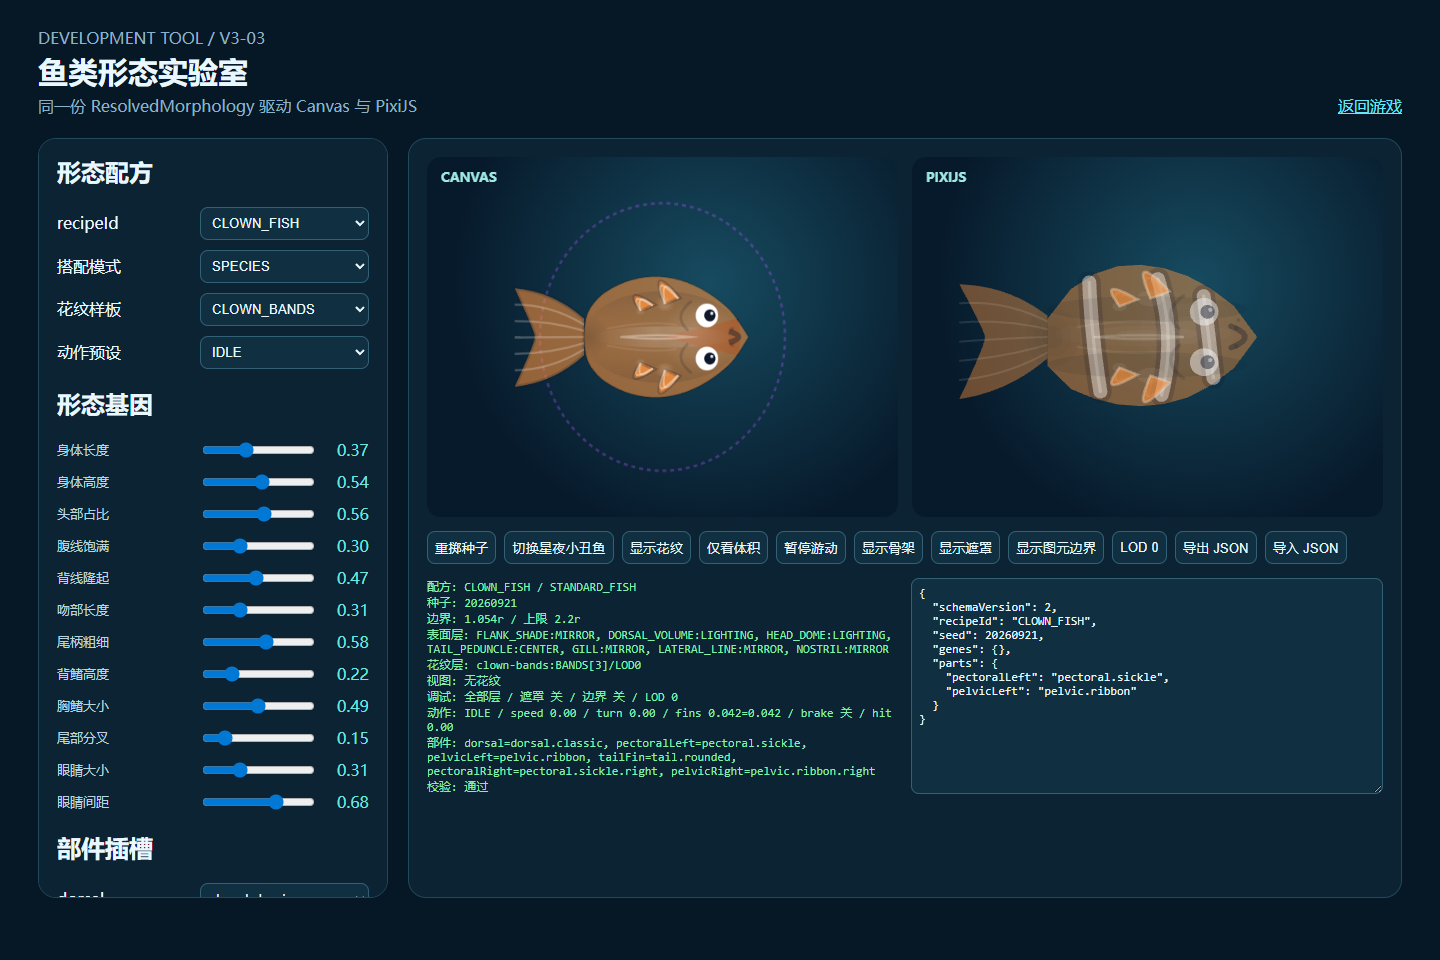 DEVELOPMENT TOOL / V3-03
鱼类形态实验室
同一份 ResolvedMorphology 驱动 Canvas 与 PixiJS
返回游戏
形态配方
recipeId
CLOWN_FISH
搭配模式
SPECIES
花纹样板
CLOWN_BANDS
动作预设
IDLE
形态基因
身体长度
0.37
身体高度
0.54
头部占比
0.56
腹线饱满
0.30
背线隆起
0.47
吻部长度
0.31
尾柄粗细
0.58
背鳍高度
0.22
胸鳍大小
0.49
尾部分叉
0.15
眼睛大小
0.31
眼睛间距
0.68
部件插槽
CANVAS
PIXIJS
重掷种子
切换星夜小丑鱼
显示花纹
仅看体积
暂停游动
显示骨架
显示遮罩
显示图元边界
LOD 0
导出 JSON
导入 JSON
配方: CLOWN_FISH / STANDARD_FISH
种子: 20260921
边界: 1.054r / 上限 2.2r
表面层: FLANK_SHADE:MIRROR, DORSAL_VOLUME:LIGHTING, HEAD_DOME:LIGHTING,
TAIL_PEDUNCLE:CENTER, GILL:MIRROR, LATERAL_LINE:MIRROR, NOSTRIL:MIRROR
花纹层: clown-bands:BANDS[3]/LOD0
视图: 无花纹
调试: 全部层 / 遮罩 关 / 边界 关 / LOD 0
动作: IDLE / speed 0.00 / turn 0.00 / fins 0.042=0.042 / brake 关 / hit
0.00
部件: dorsal=dorsal.classic, pectoralLeft=pectoral.sickle,
pelvicLeft=pelvic.ribbon, tailFin=tail.rounded,
pectoralRight=pectoral.sickle.right, pelvicRight=pelvic.ribbon.right
校验: 通过
{
"schemaVersion": 2,
"recipeId": "CLOWN_FISH",
"seed": 20260921,
"genes": {},
"parts": {
"pectoralLeft": "pectoral.sickle",
"pelvicLeft": "pelvic.ribbon"
}
}